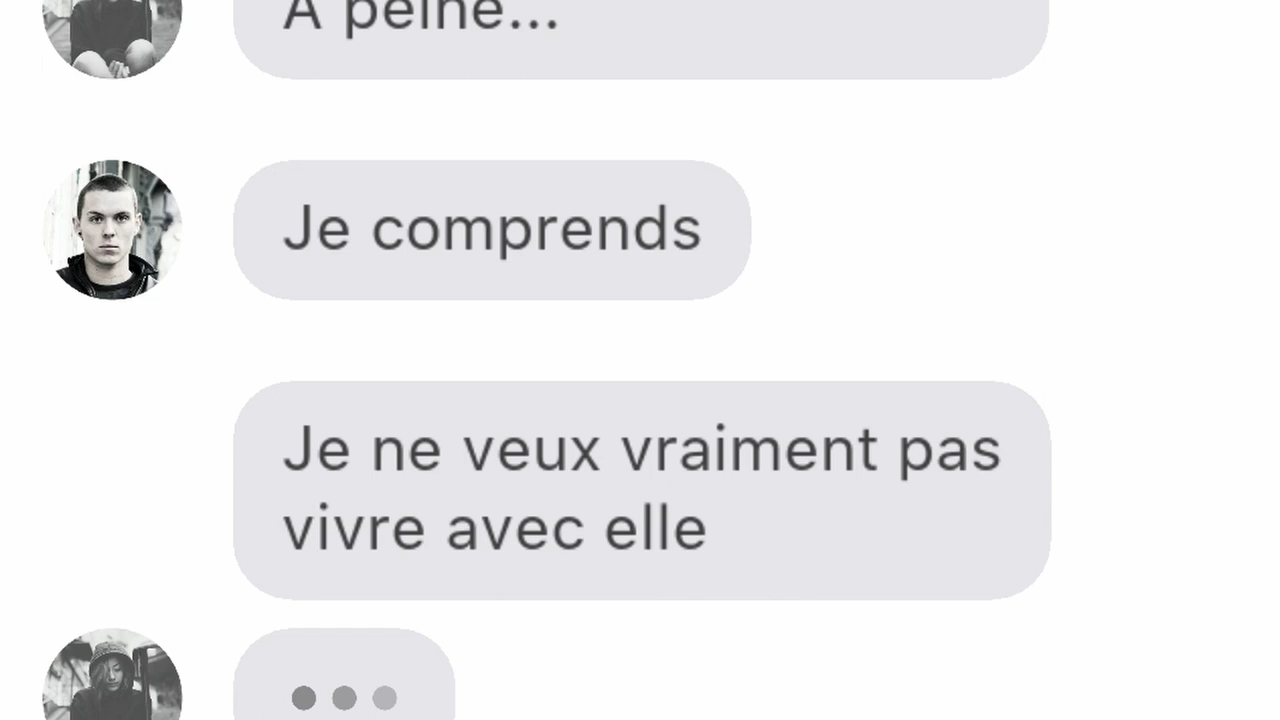 À peine...
Je comprends
Je ne veux vraiment pas
vivre avec elle